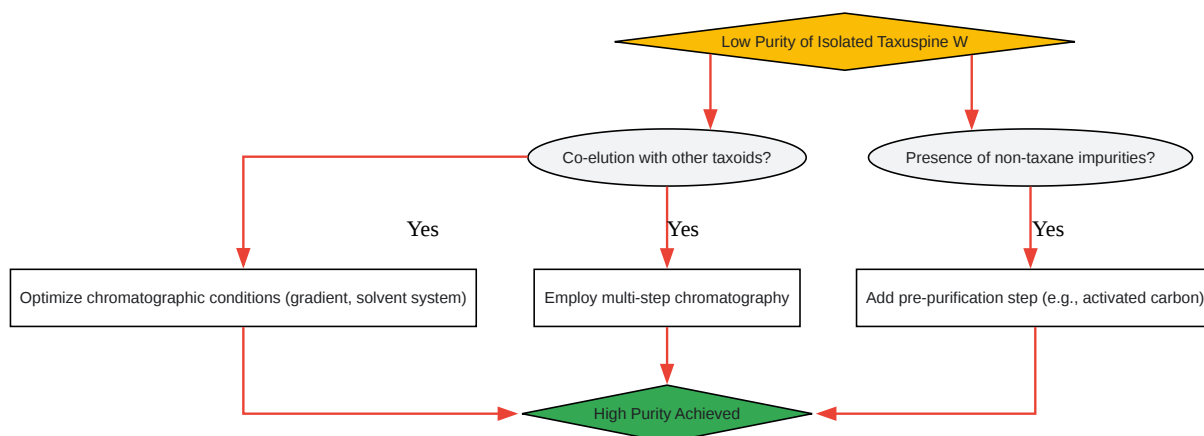 Low Purity of Isolated Taxuspine W
Co-elution with other taxoids?
Presence of non-taxane impurities?
Yes
Yes
Yes
Optimize chromatographic conditions (gradient, solvent system)
Employ multi-step chromatography
Add pre-purification step (e.g., activated carbon)
High Purity Achieved